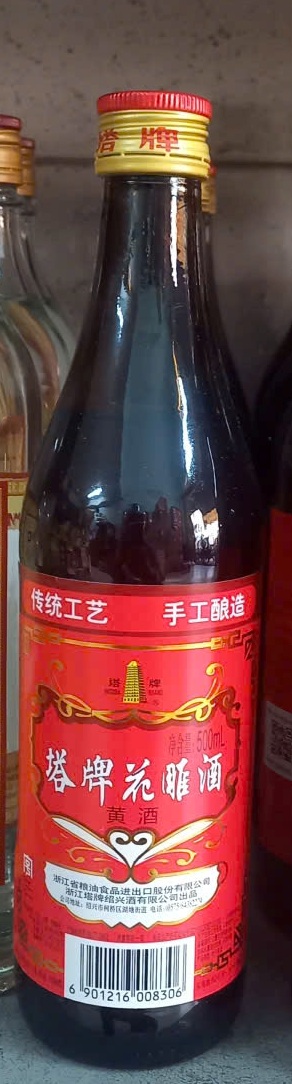 塔牌
传统工艺 手工酿造
塔牌
净含量:500mL
塔牌花雕酒
黄酒
浙江省粮油食品进出口股份有限公司
浙江塔牌绍兴酒有限公司出品
6 901216 008306